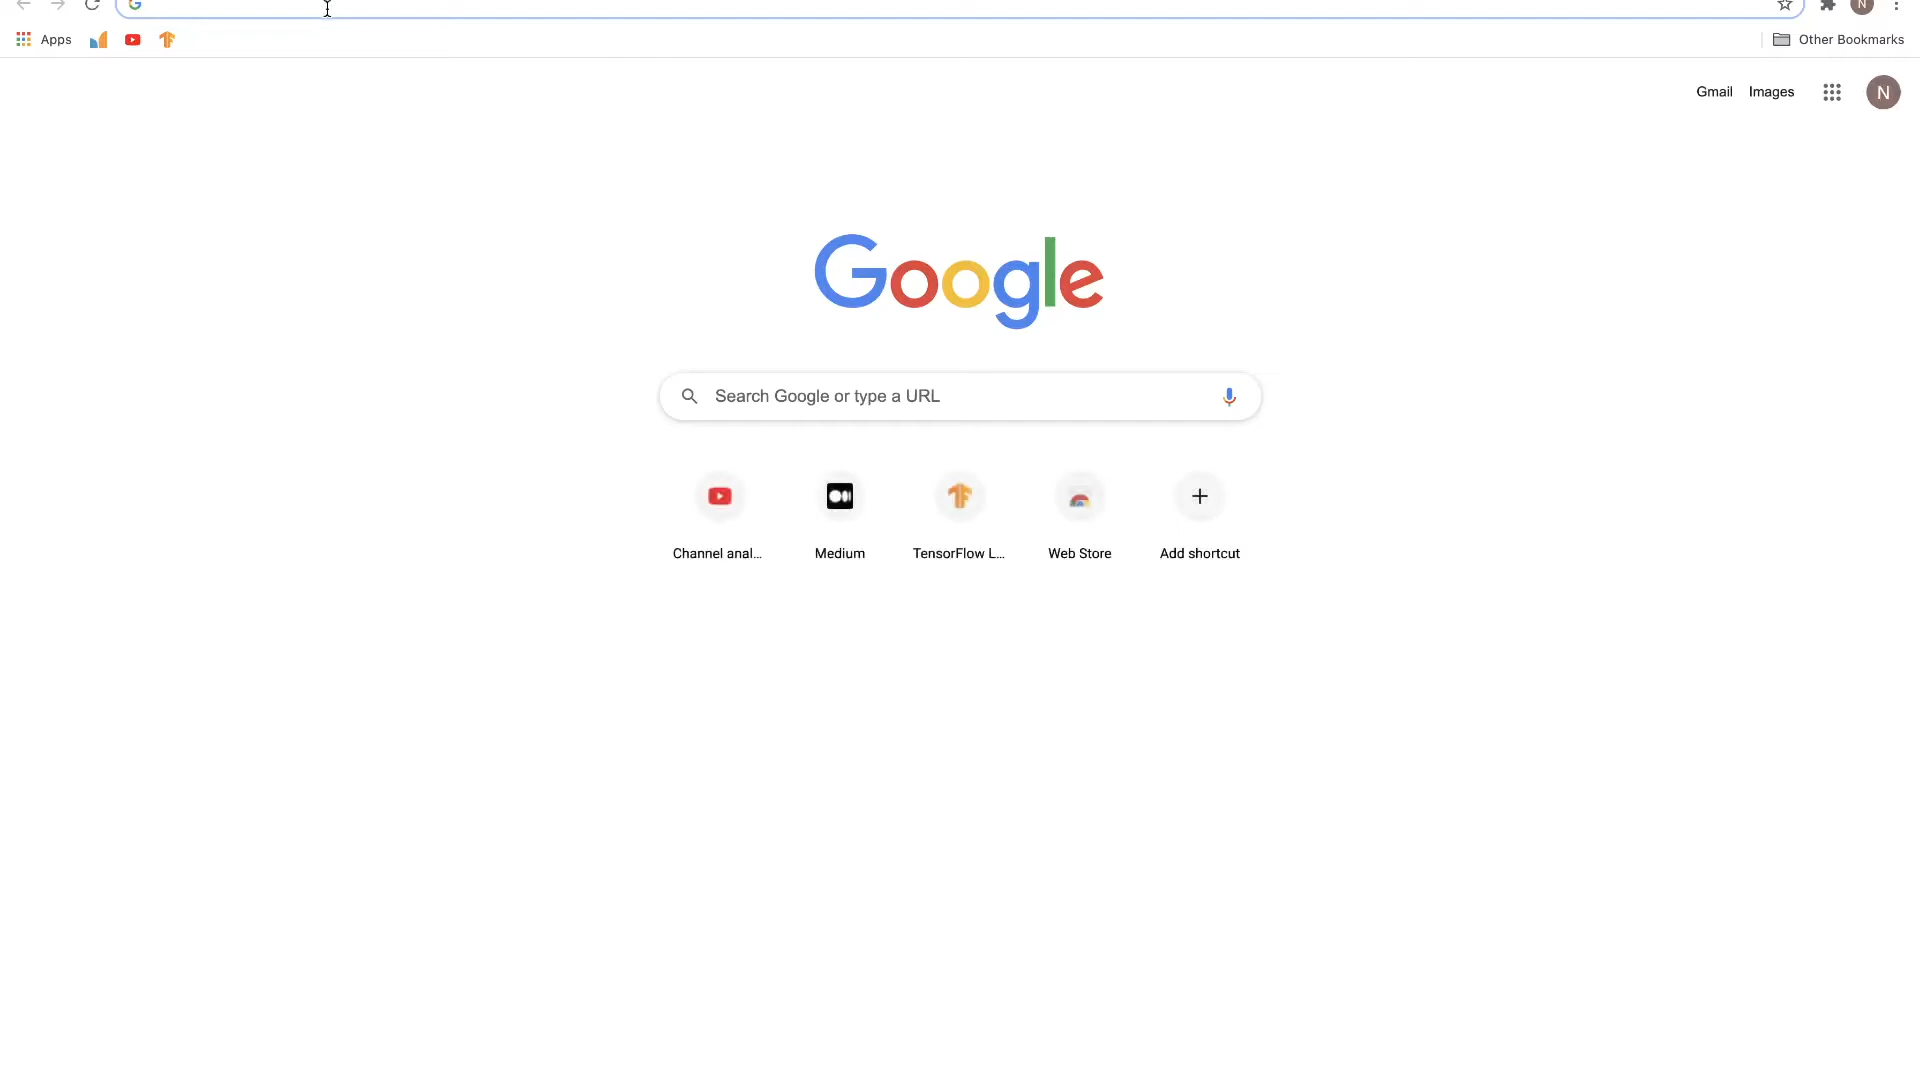 N
Apps
Other Bookmarks
Gmail Images
N
Google
Search Google or type a URL
Channel anal... Medium TensorFlow L... Web Store Add shortcut